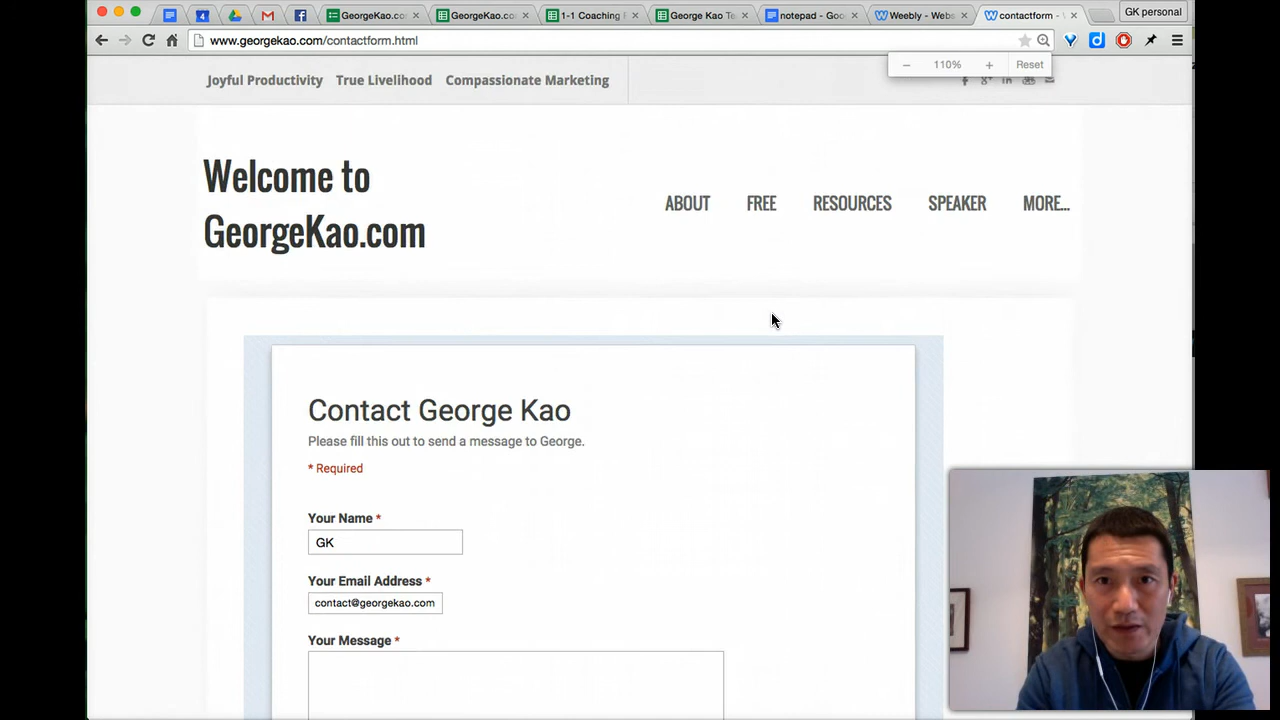 4
GeorgeKao.co
GeorgeKao.co
1-1 Coaching
George Kao Te
notepad - Goo
Weebly - Webs
contactform -
GK personal
www.georgekao.com/contactform.html
110%
Reset
Joyful Productivity True Livelihood Compassionate Marketing
Welcome to
GeorgeKao.com
ABOUT FREE RESOURCES SPEAKER MORE...
Contact George Kao
Please fill this out to send a message to George.
* Required
Your Name *
GK
Your Email Address *
contact@georgekao.com
Your Message *